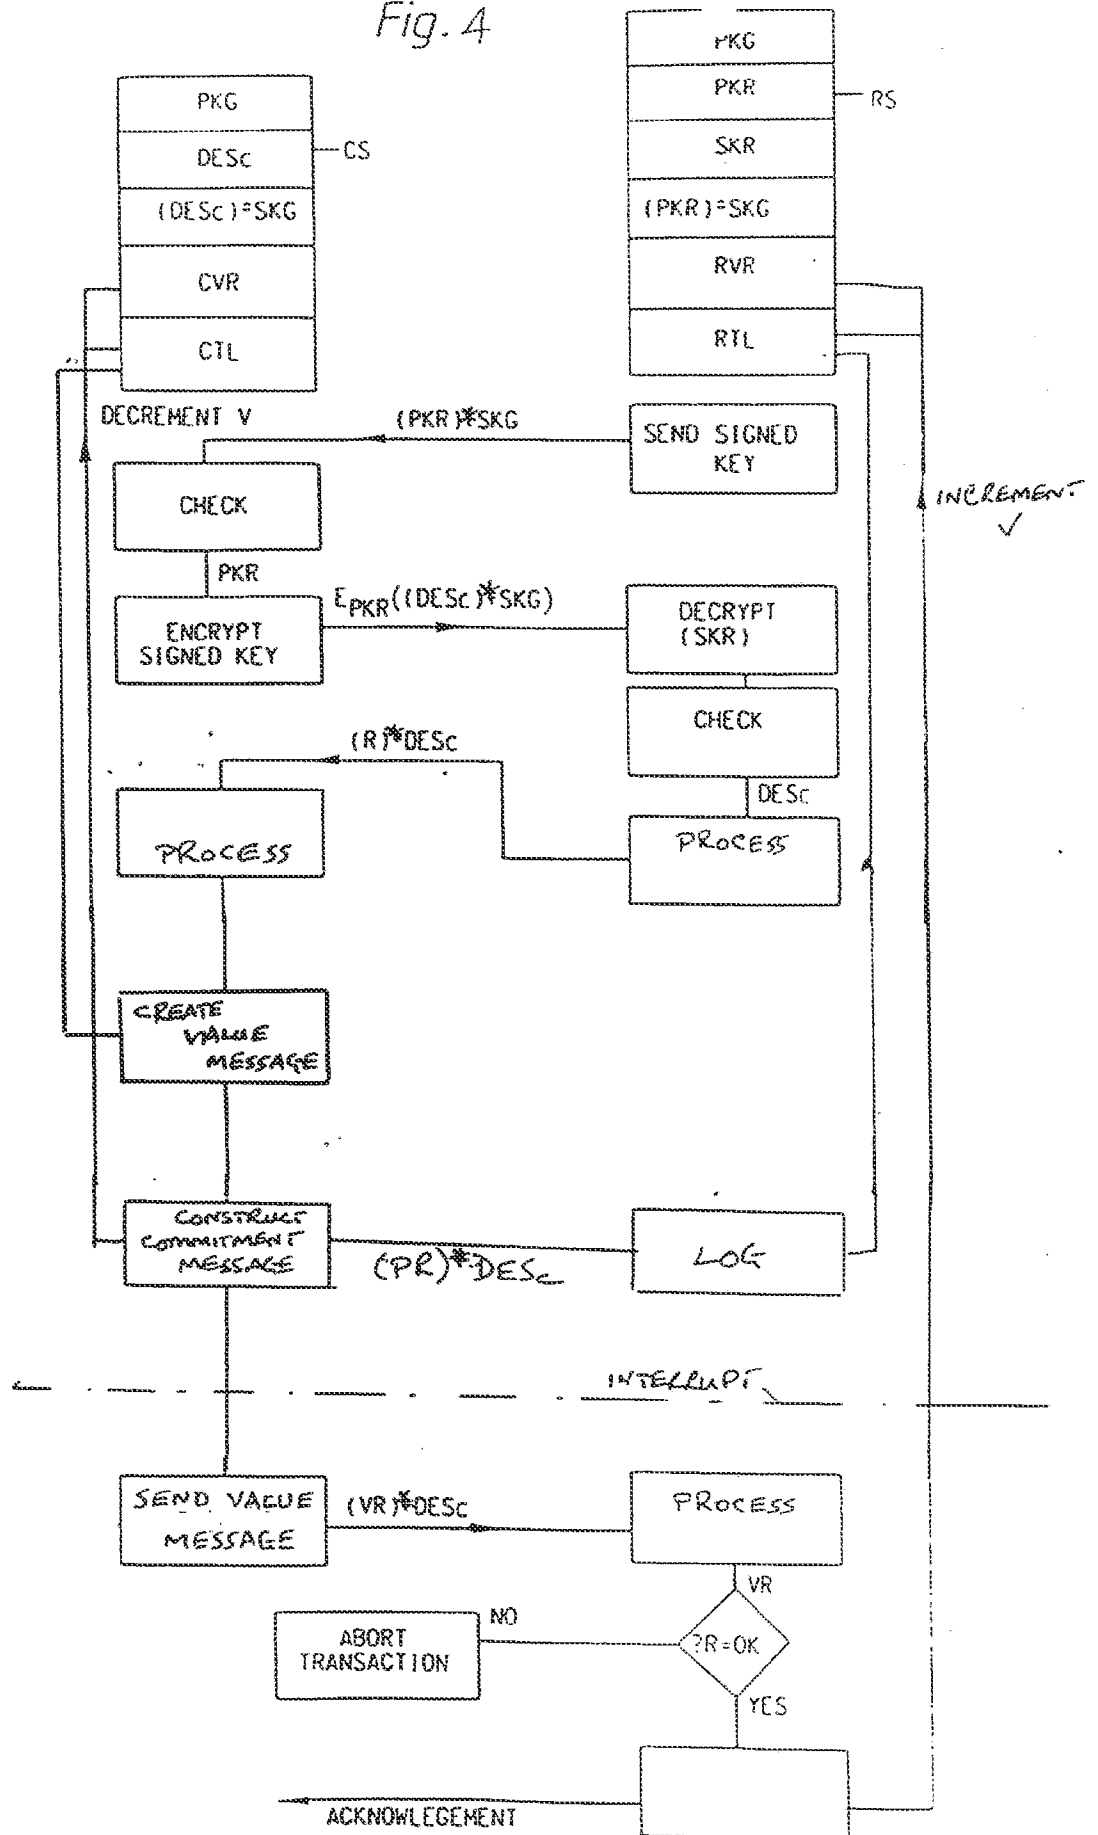 Fig. 4
PKG
DESc
(DESc)*SKG
CVR
CTL
CS
PKG
PKR
SKR
(PKR)*SKG
RVR
RTL
RS
DECREMENT V
(PKR)*SKG
SEND SIGNED
KEY
CHECK
INCREMENT
V
PKR
ENCRYPT
SIGNED KEY
EPKR((DESc)*SKG)
DECRYPT
(SKR)
CHECK
(R)*DESc
DESc
PROCESS
PROCESS
CREATE
VALUE
MESSAGE
CONSTRUCT
COMMITMENT
MESSAGE
(PR)*DESc
LOG
INTERRUPT
SEND VALUE
MESSAGE
(VR)*DESc
PROCESS
VR
?R=OK
NO
ABORT
TRANSACTION
YES
ACKNOWLEGEMENT